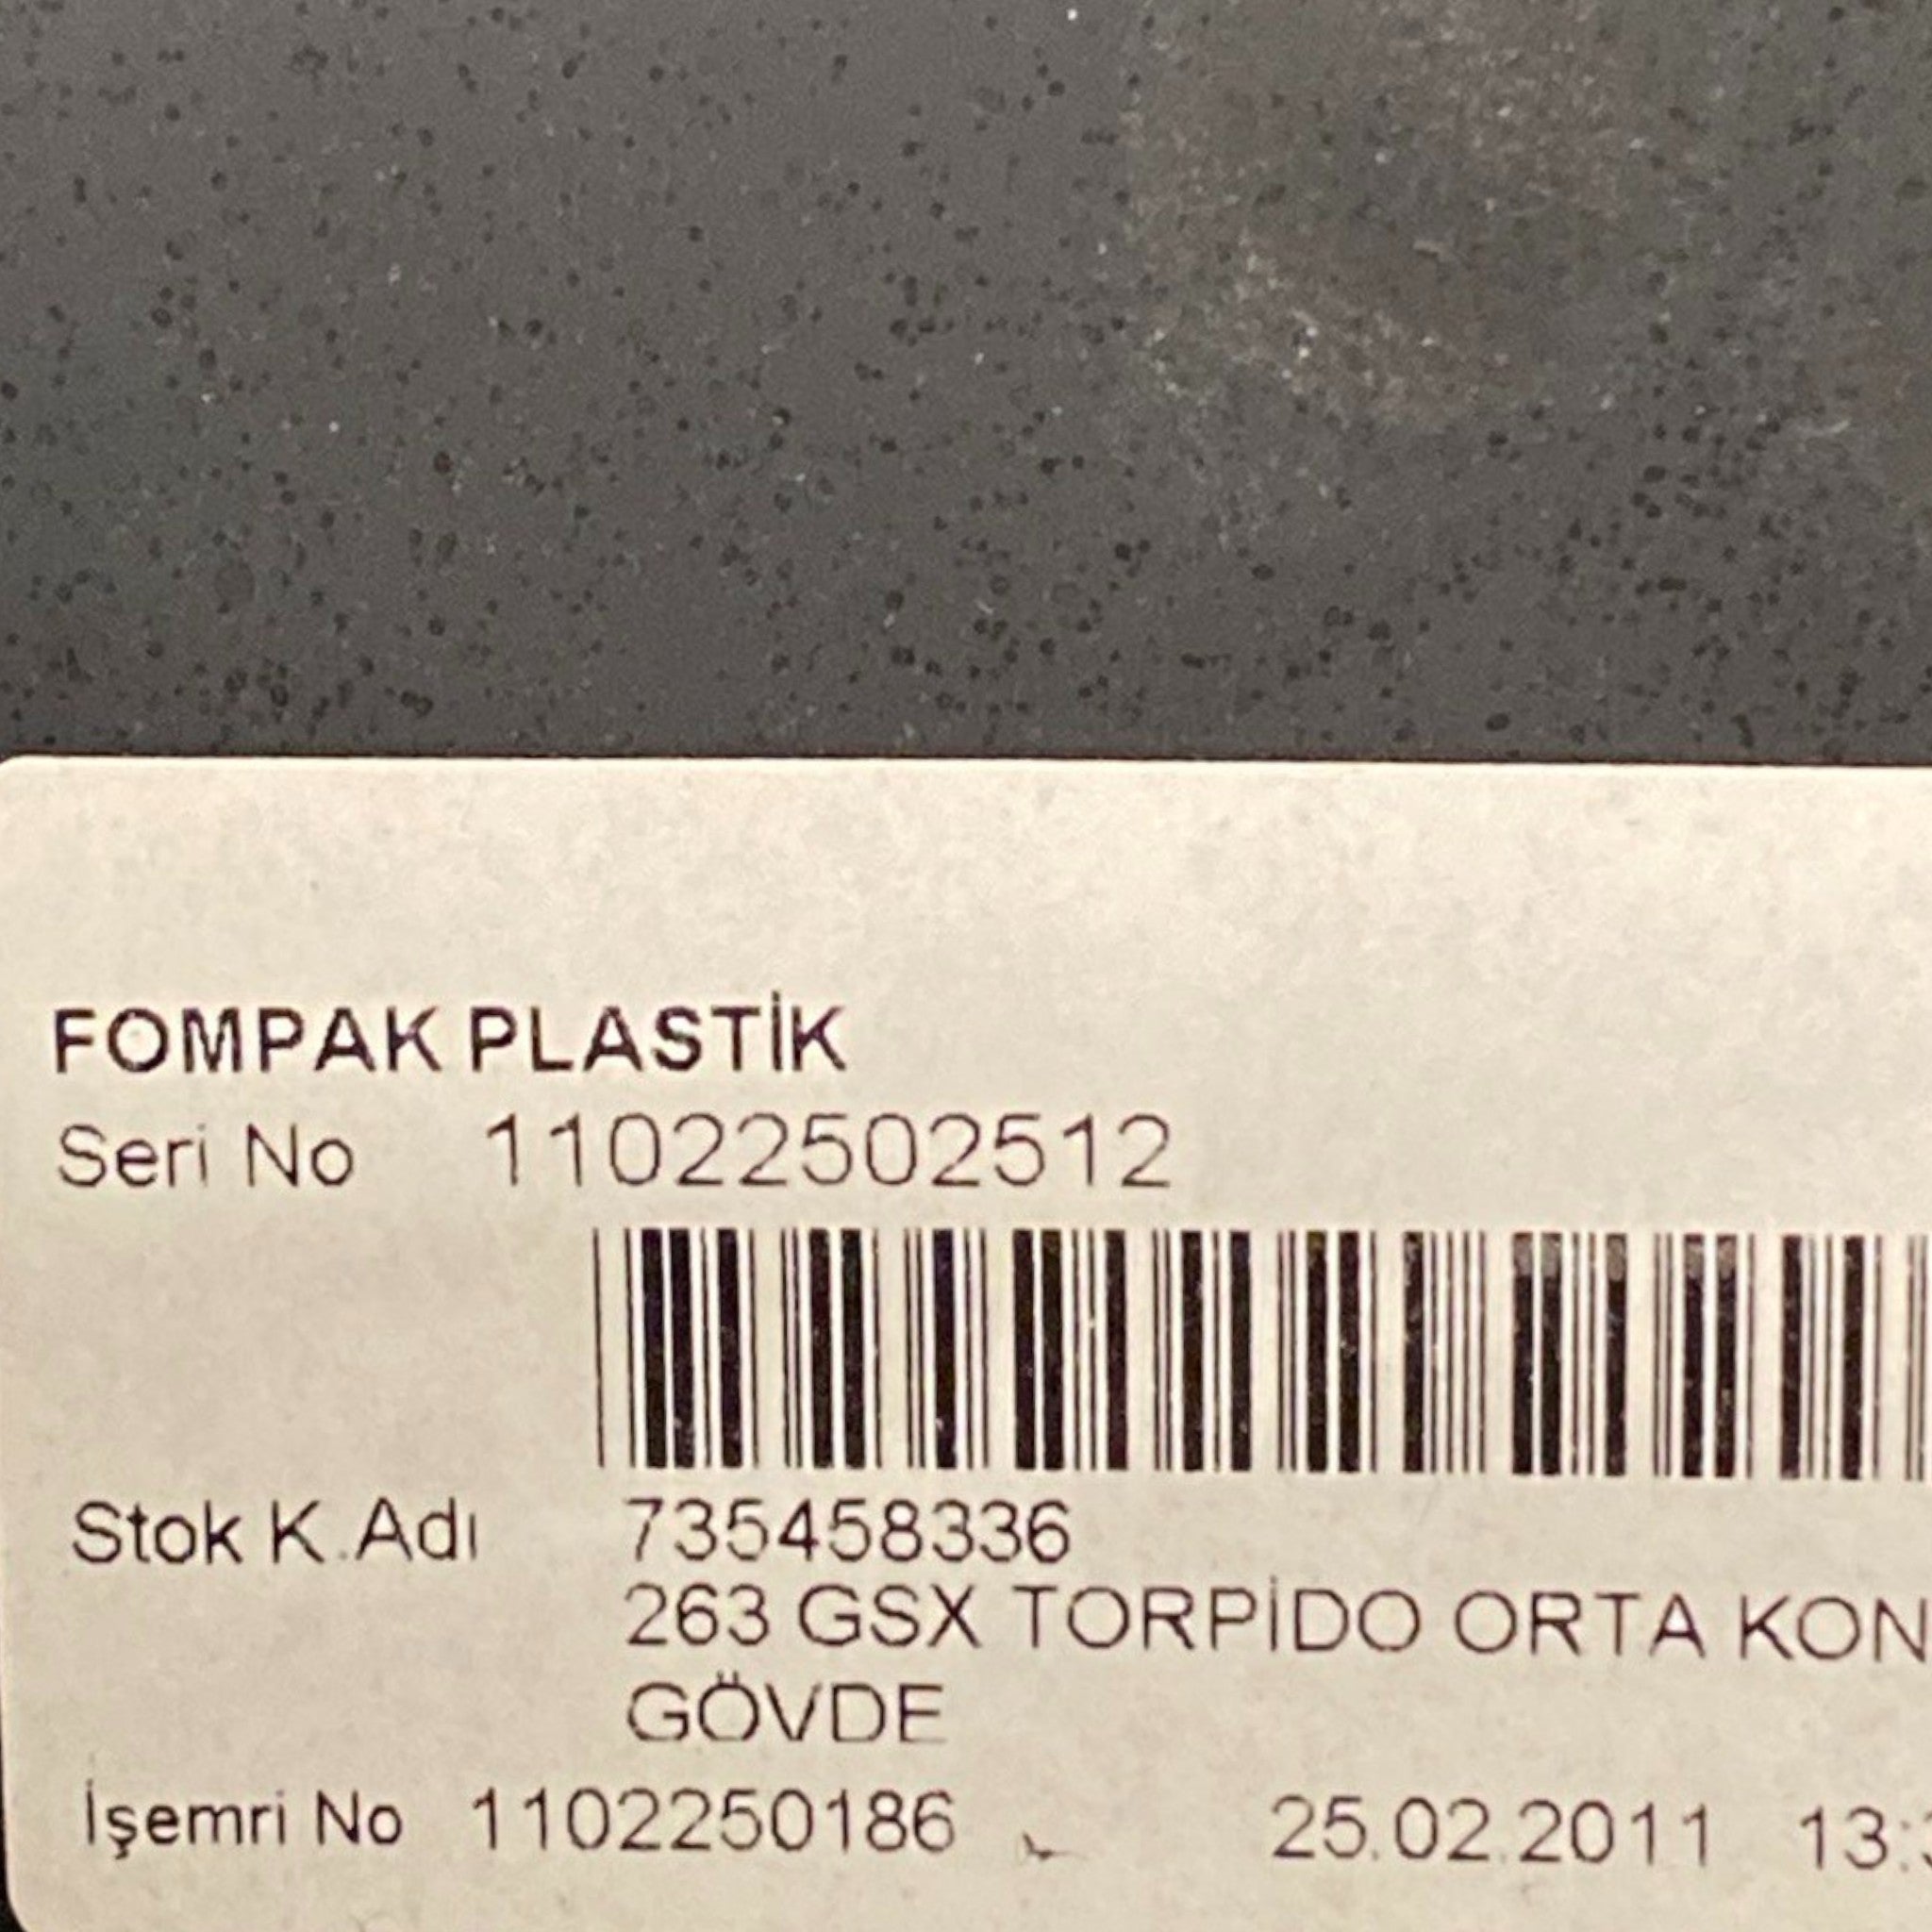 FOMPAK PLASTİK
Seri No 11022502512
Stok K.Adı 735458336
263 GSX TORPİDO ORTA KON
GÖVDE
İşemri No 1102250186 25.02.2011 13: